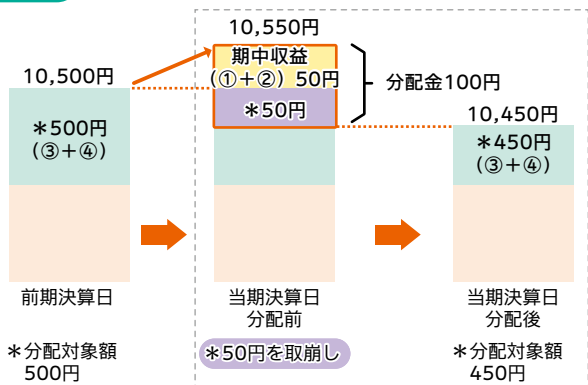 10,500円
＊500円
(③＋④)
前期決算日
＊分配対象額
500円
10,550円
期中収益
(①＋②) 50円
＊50円
分配金100円
当期決算日
分配前
＊50円を取崩し
10,450円
＊450円
(③＋④)
当期決算日
分配後
＊分配対象額
450円